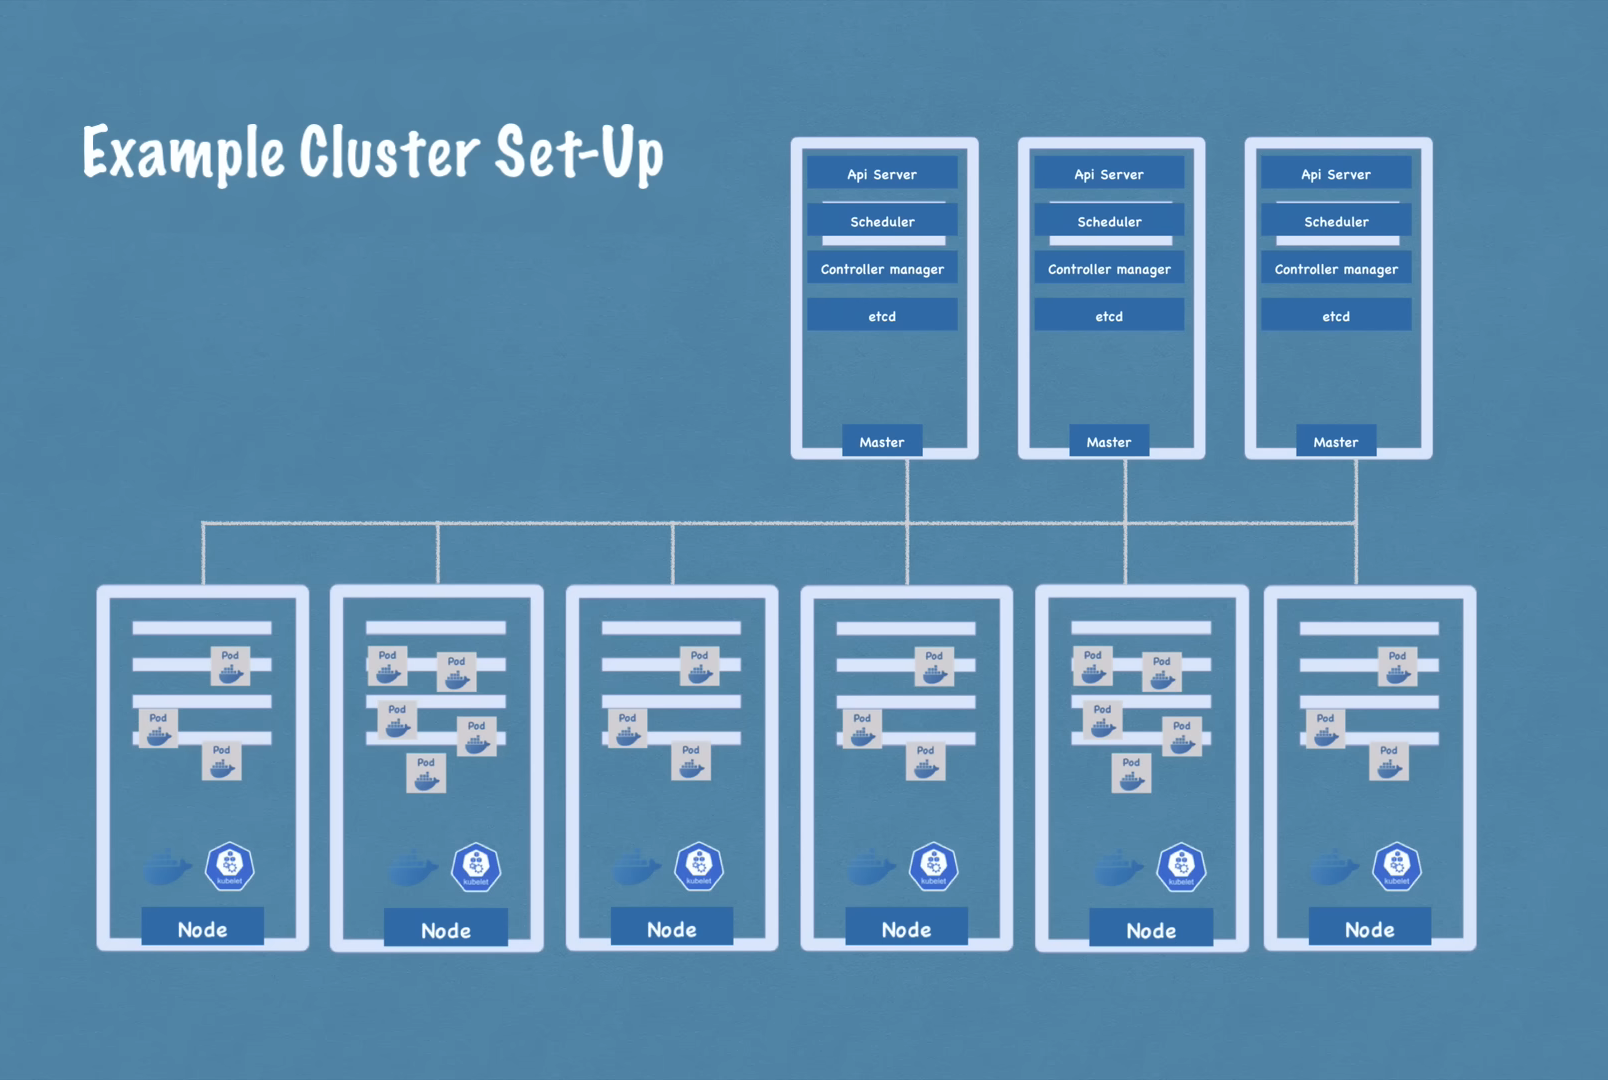 Example Cluster Set-Up
Api Server
Scheduler
Controller manager
etcd
Master
Api Server
Scheduler
Controller manager
etcd
Master
Api Server
Scheduler
Controller manager
etcd
Master
Pod
Pod
Pod
kubelet
Node
Pod
Pod
Pod
Pod
Pod
kubelet
Node
Pod
Pod
Pod
kubelet
Node
Pod
Pod
Pod
kubelet
Node
Pod
Pod
Pod
Pod
Pod
kubelet
Node
Pod
Pod
Pod
kubelet
Node